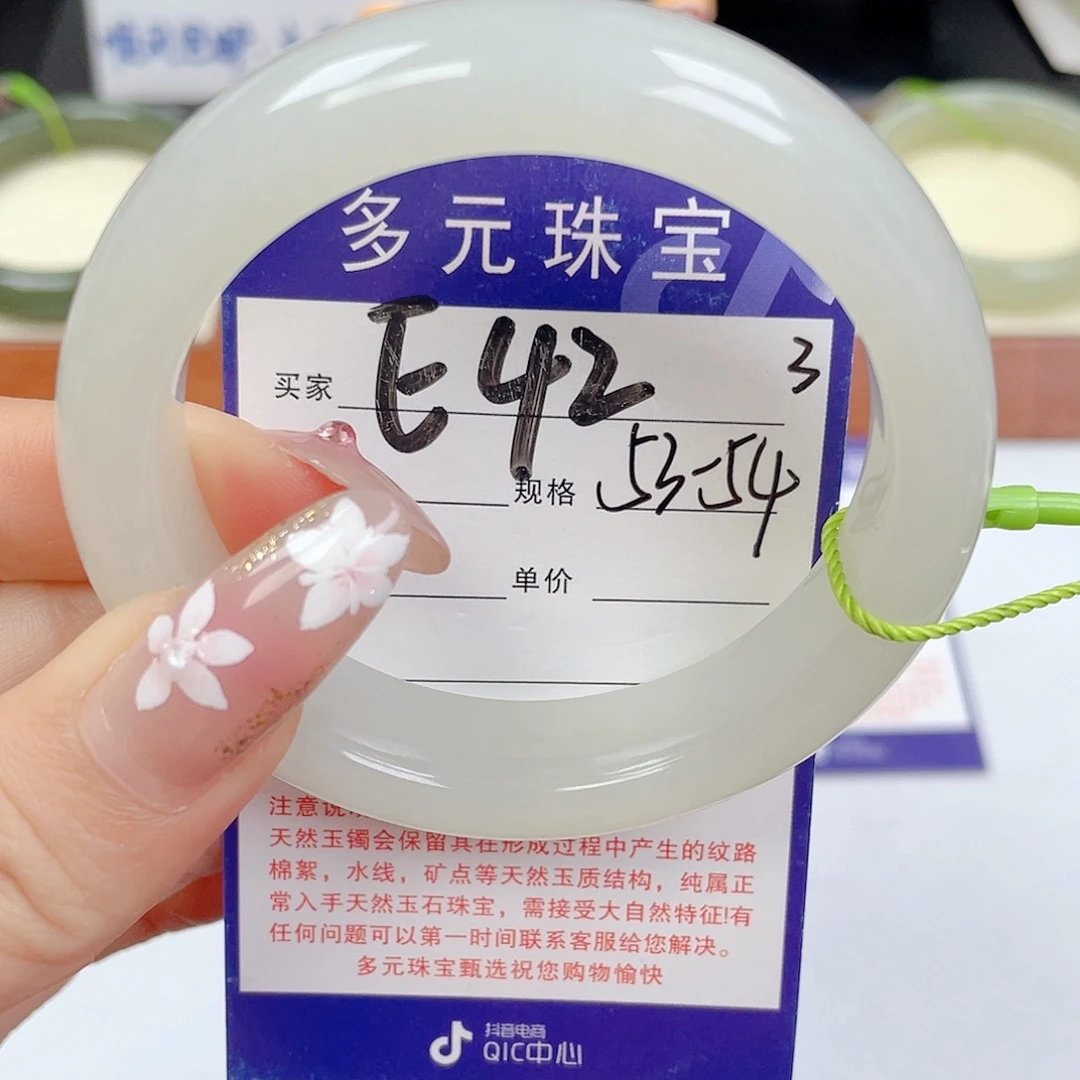 多元珠宝
买家 E42 3
规格 53-54
单价
注意说
天然玉镯会保留其在形成过程中产生的纹路
棉絮，水线，矿点等天然玉质结构，纯属正
常入手天然玉石珠宝，需接受大自然特征!有
任何问题可以第一时间联系客服给您解决。
多元珠宝甄选祝您购物愉快
抖音电商
QIC中心